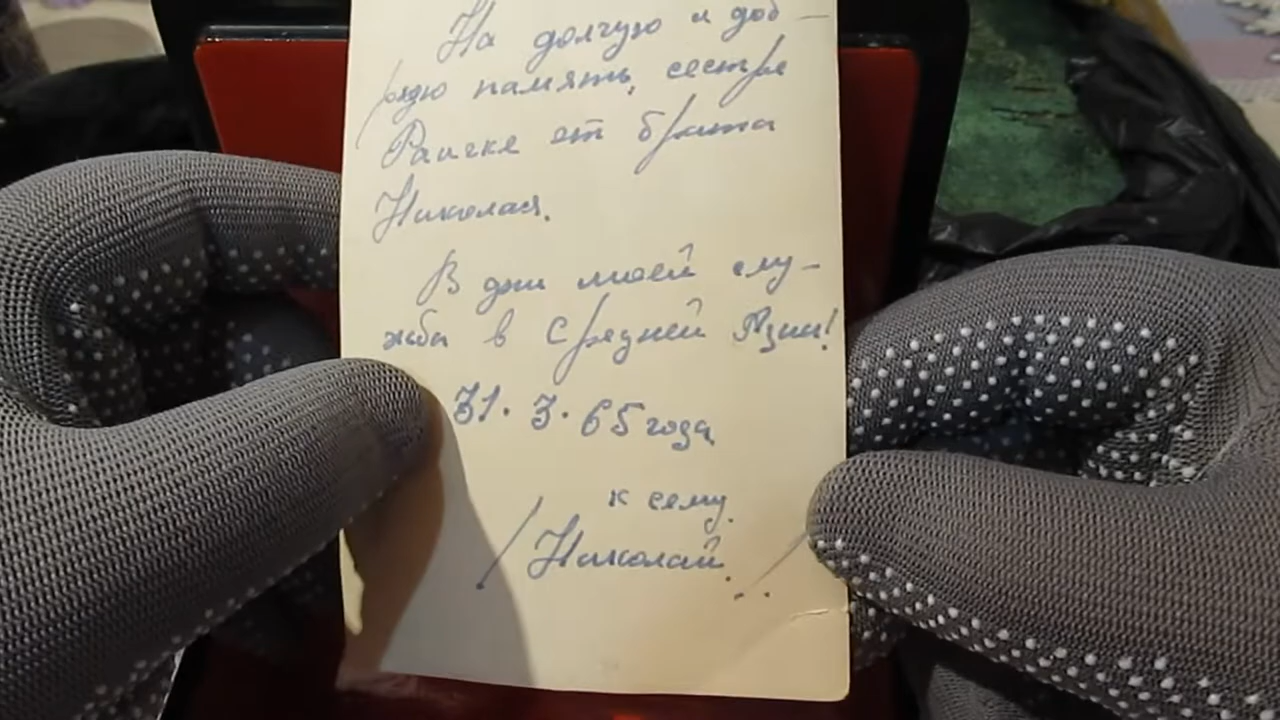 На долгую и доб-
рую память, сестре
Раичке от брата
Николая.
В дни моей слу-
жбы в Средней Азии!
31.3.65 года
к сему
Николай.